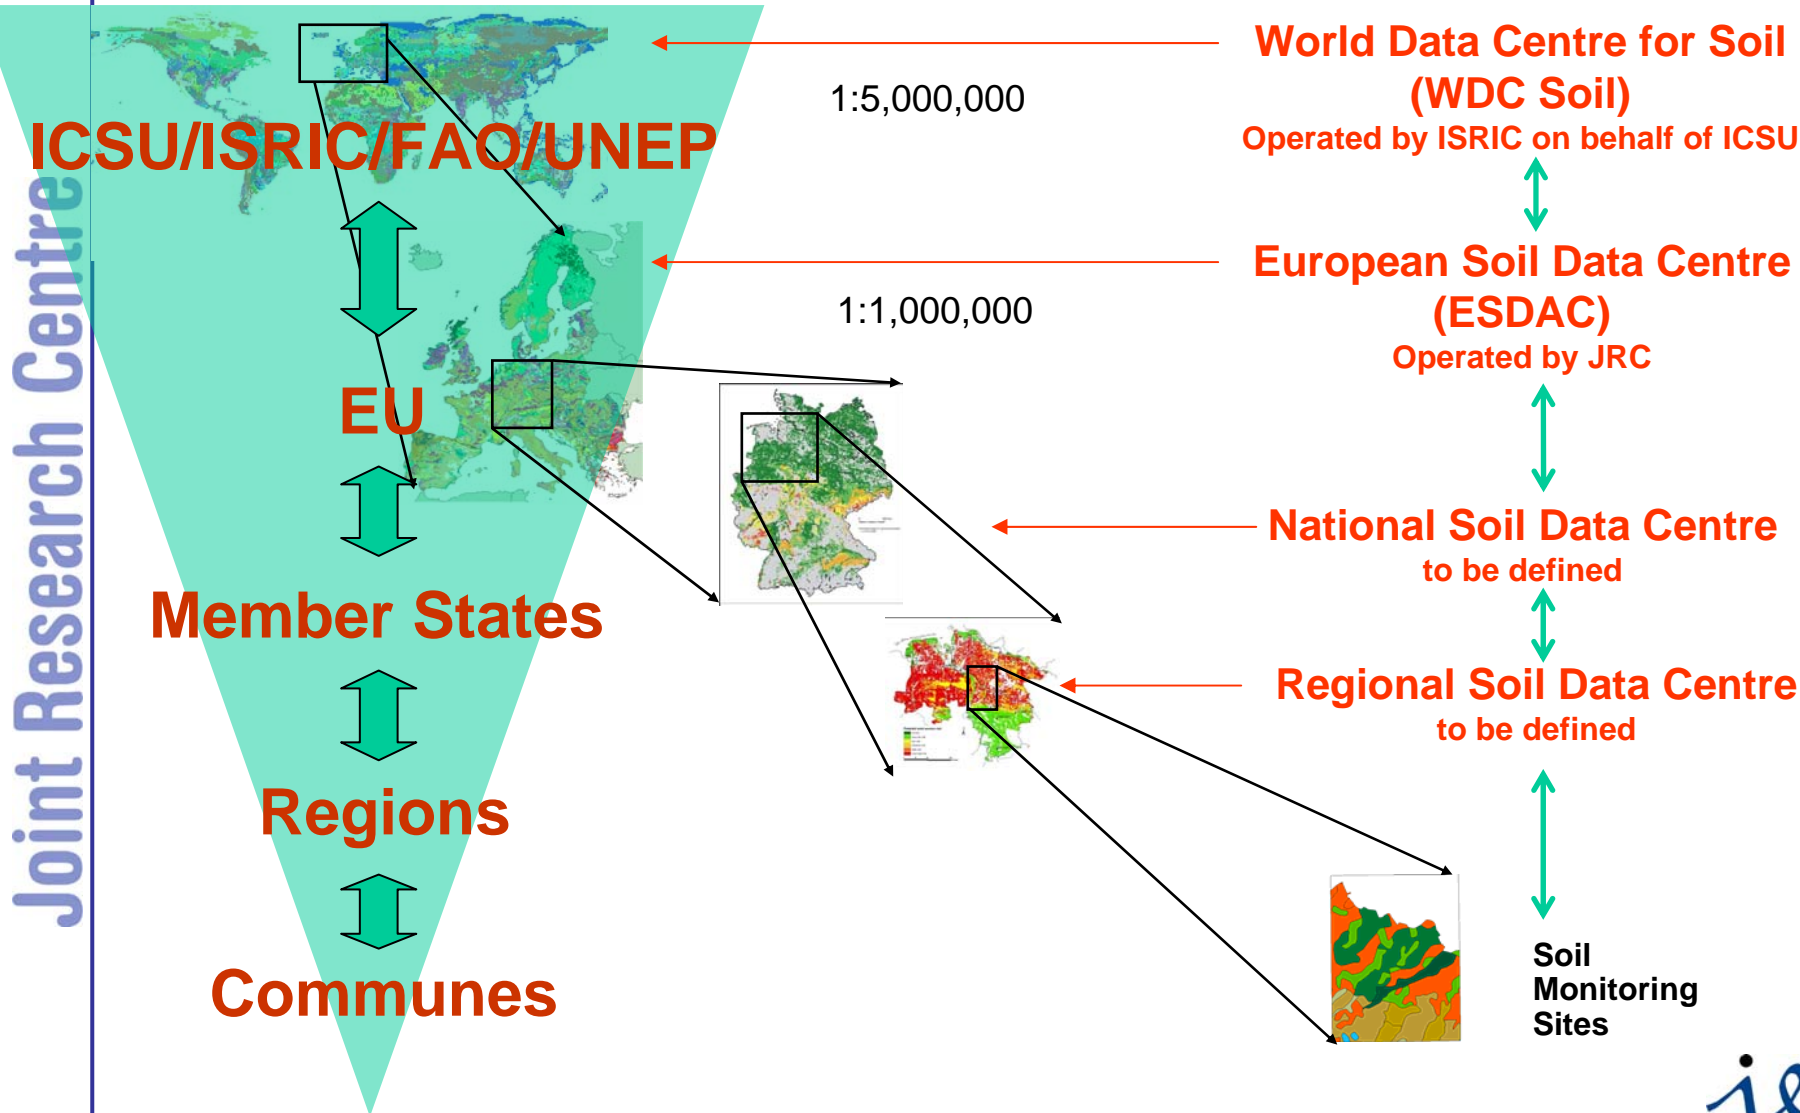 Joint Research Centre
ICSU/ISRIC/FAO/UNEP
EU
Member States
Regions
Communes
1:5,000,000
1:1,000,000
World Data Centre for Soil
(WDC Soil)
Operated by ISRIC on behalf of ICSU
European Soil Data Centre
(ESDAC)
Operated by JRC
National Soil Data Centre
to be defined
Regional Soil Data Centre
to be defined
Soil
Monitoring
Sites